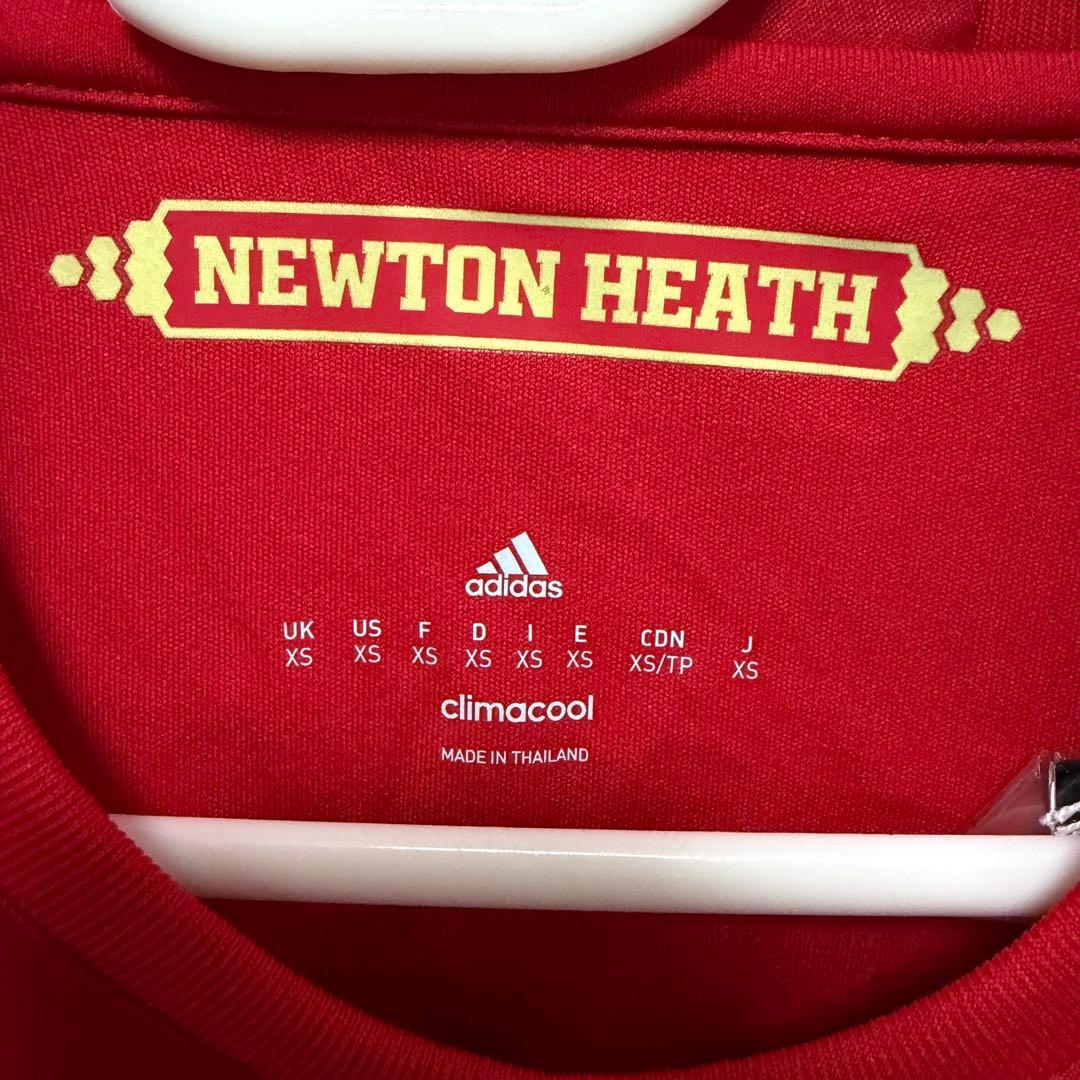 NEWTON HEATH
adidas
UK US F D I E CDN J
XS XS XS XS XS XS XS/TP XS
climacool
MADE IN THAILAND